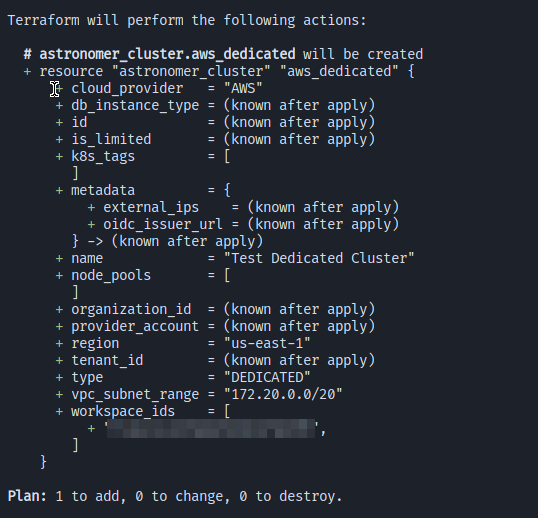 Terraform will perform the following actions:
# astronomer_cluster.aws_dedicated will be created
+ resource "astronomer_cluster" "aws_dedicated" {
+ cloud_provider = "AWS"
+ db_instance_type = (known after apply)
+ id = (known after apply)
+ is_limited = (known after apply)
+ k8s_tags = [
]
+ metadata = {
+ external_ips = (known after apply)
+ oidc_issuer_url = (known after apply)
} -> (known after apply)
+ name = "Test Dedicated Cluster"
+ node_pools = [
]
+ organization_id = (known after apply)
+ provider_account = (known after apply)
+ region = "us-east-1"
+ tenant_id = (known after apply)
+ type = "DEDICATED"
+ vpc_subnet_range = "172.20.0.0/20"
+ workspace_ids = [
+ '',
]
}
Plan: 1 to add, 0 to change, 0 to destroy.